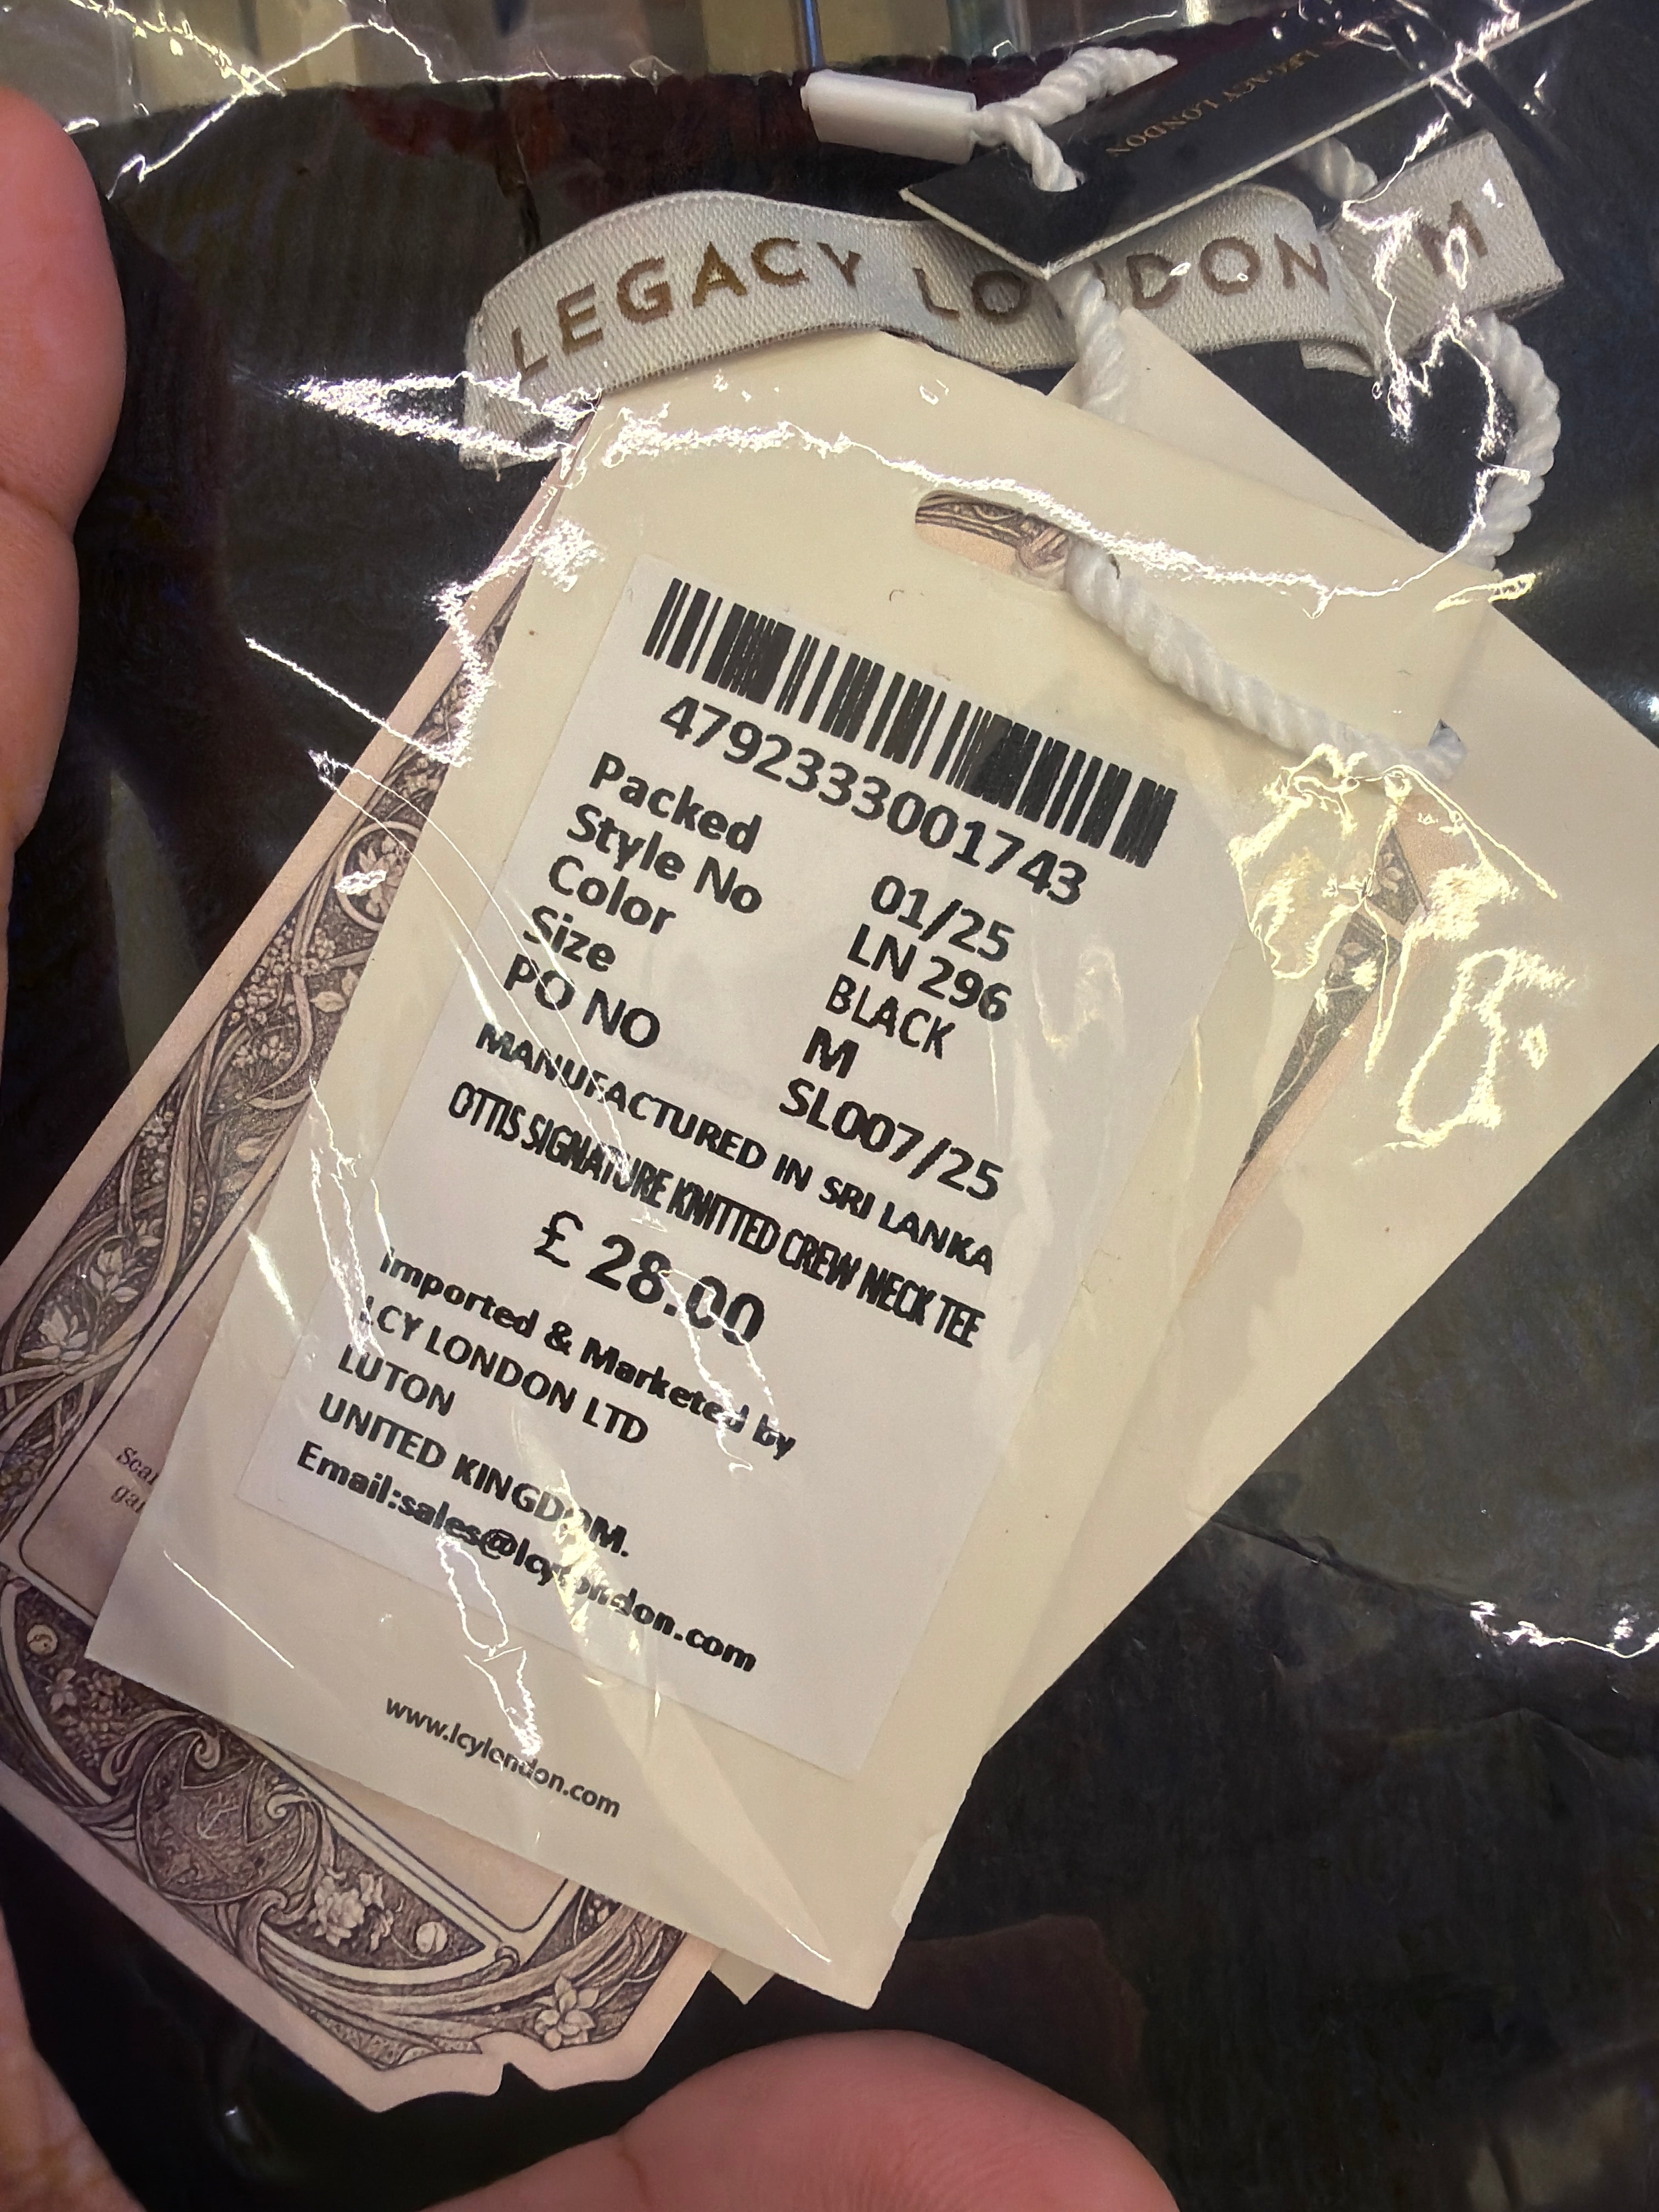 LEGACY LONDON
LEGACY LONDON M
4792333001743
Packed 01/25
Style No LN 296
Color BLACK
Size M
PO NO SL007/25
MANUFACTURED IN SRI LANKA
OTTIS SIGNATURE KNITTED CREW NECK TEE
£ 28.00
Imported & Marketed by
LCY LONDON LTD
LUTON
UNITED KINGDOM.
Email:sales@lcylondon.com
www.lcylondon.com